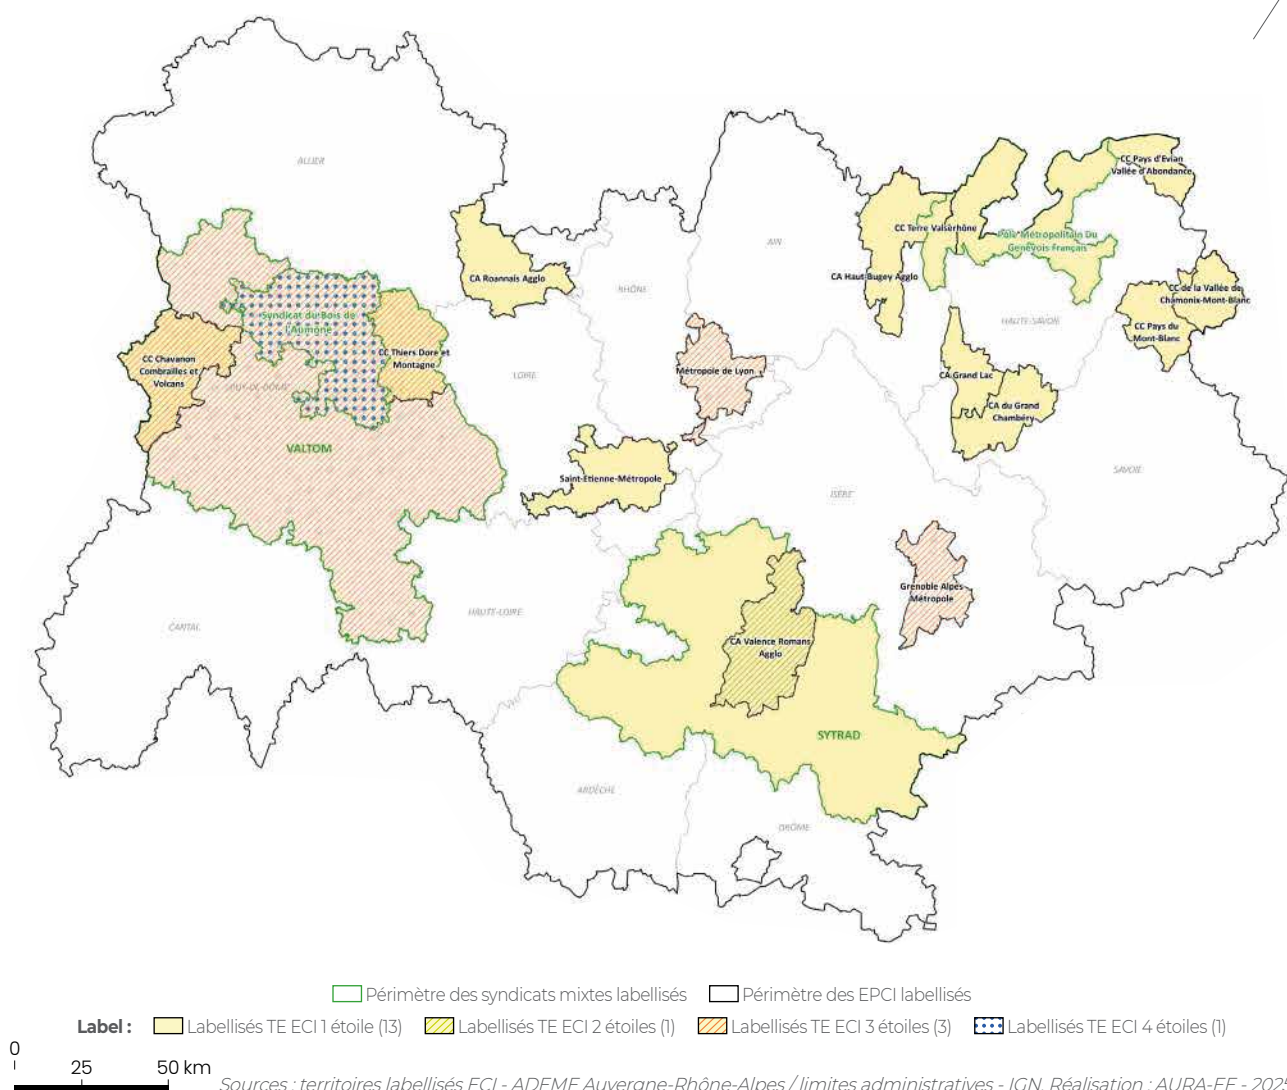 ALLIER
CC Pays d'Evian
Vallée d'Abondance
CC Terre Valserhône
Pole Métropolitain Du
Genevois Français
AIN
CA Roannais Agglo
CA Haut-Bugey Agglo
RHÔNE
CC de la Vallée de
Chamonix-Mont-Blanc
Syndicat du Bois de
l'Aumône
HAUTE-SAVOIE
CC Pays du
Mont-Blanc
CC Chavanon
Combrailles et
Volcans
CC Thiers Dore et
Montagne
PUY-DE-DOME
LOIRE
Métropole de Lyon
CA Grand Lac
CA du Grand
Chambéry
VALTOM
SAVOIE
Saint-Etienne-Métropole
ISÈRE
Grenoble Alpes
Métropole
HAUTE-LOIRE
CANTAL
CA Valence Romans
Agglo
SYTRAD
ARDÈCHE
DRÔME
Périmètre des syndicats mixtes labellisés
Périmètre des EPCI labellisés
Label :
Labellisés TE ECI 1 étoile (13)
Labellisés TE ECI 2 étoiles (1)
Labellisés TE ECI 3 étoiles (3)
Labellisés TE ECI 4 étoiles (1)
0
25
50 km
Sources : territoires labellisés ECI - ADEME Auvergne-Rhône-Alpes / limites administratives - IGN. Réalisation : AURA-EE -